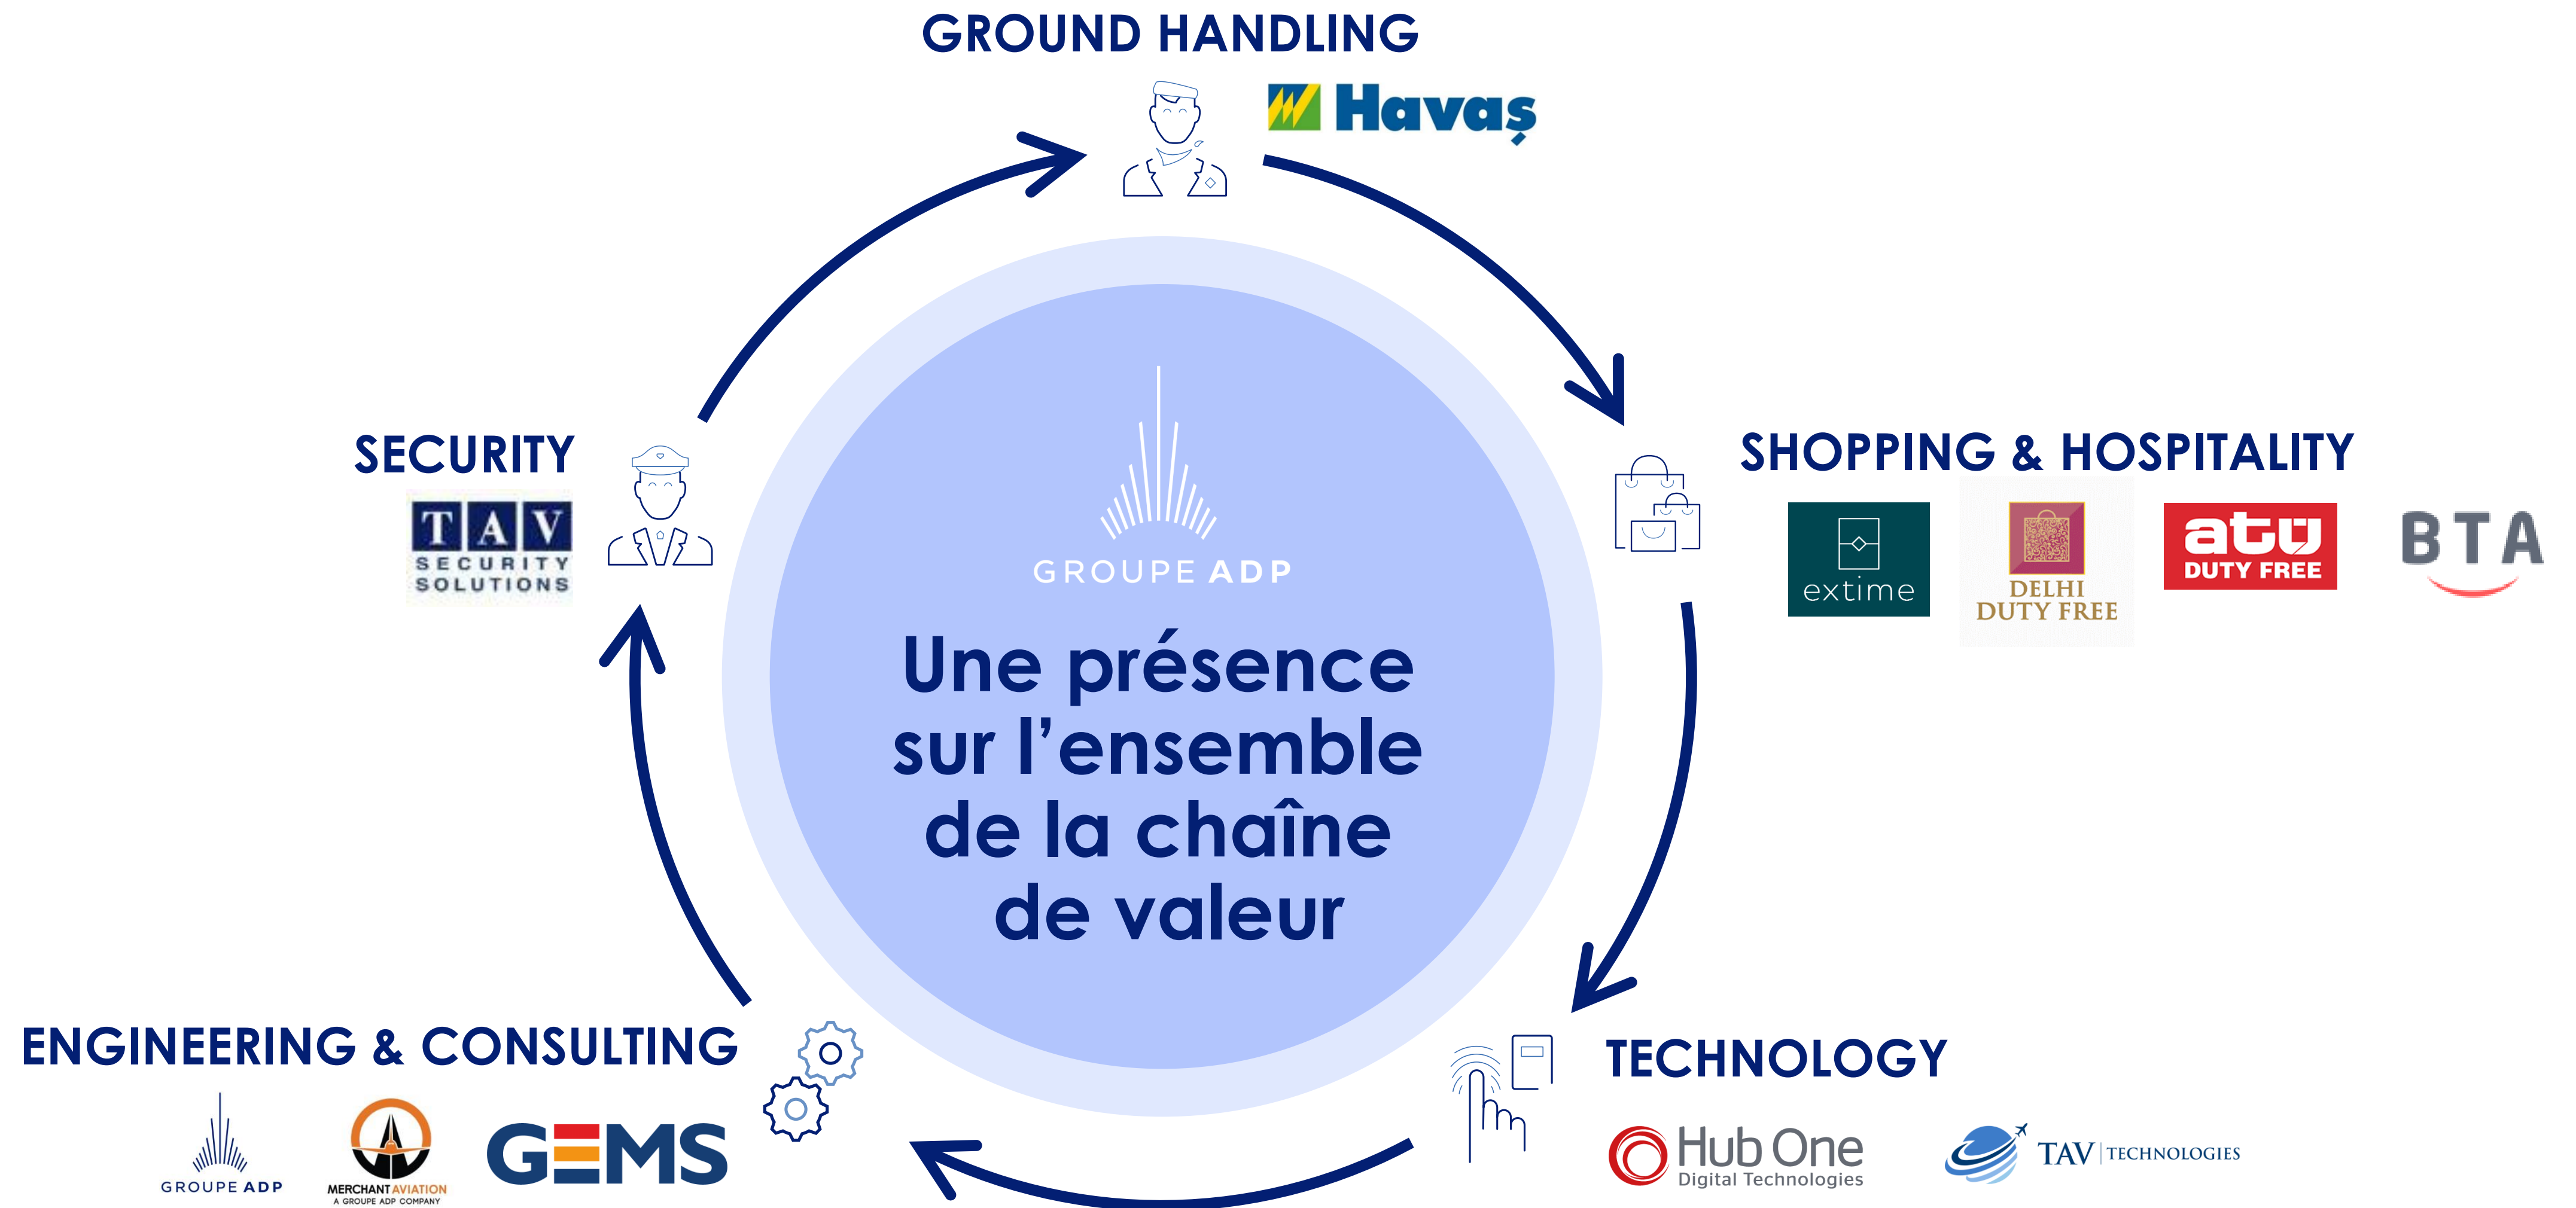 GROUND HANDLING
Havaş
SECURITY
TAV
SECURITY
SOLUTIONS
SHOPPING & HOSPITALITY
extime
DELHI
DUTY FREE
atü
DUTY FREE
BTA
GROUPE ADP
Une présence
sur l’ensemble
de la chaîne
de valeur
ENGINEERING & CONSULTING
GROUPE ADP
MERCHANT AVIATION
A GROUPE ADP COMPANY
GEMS
TECHNOLOGY
Hub One
Digital Technologies
TAV | TECHNOLOGIES